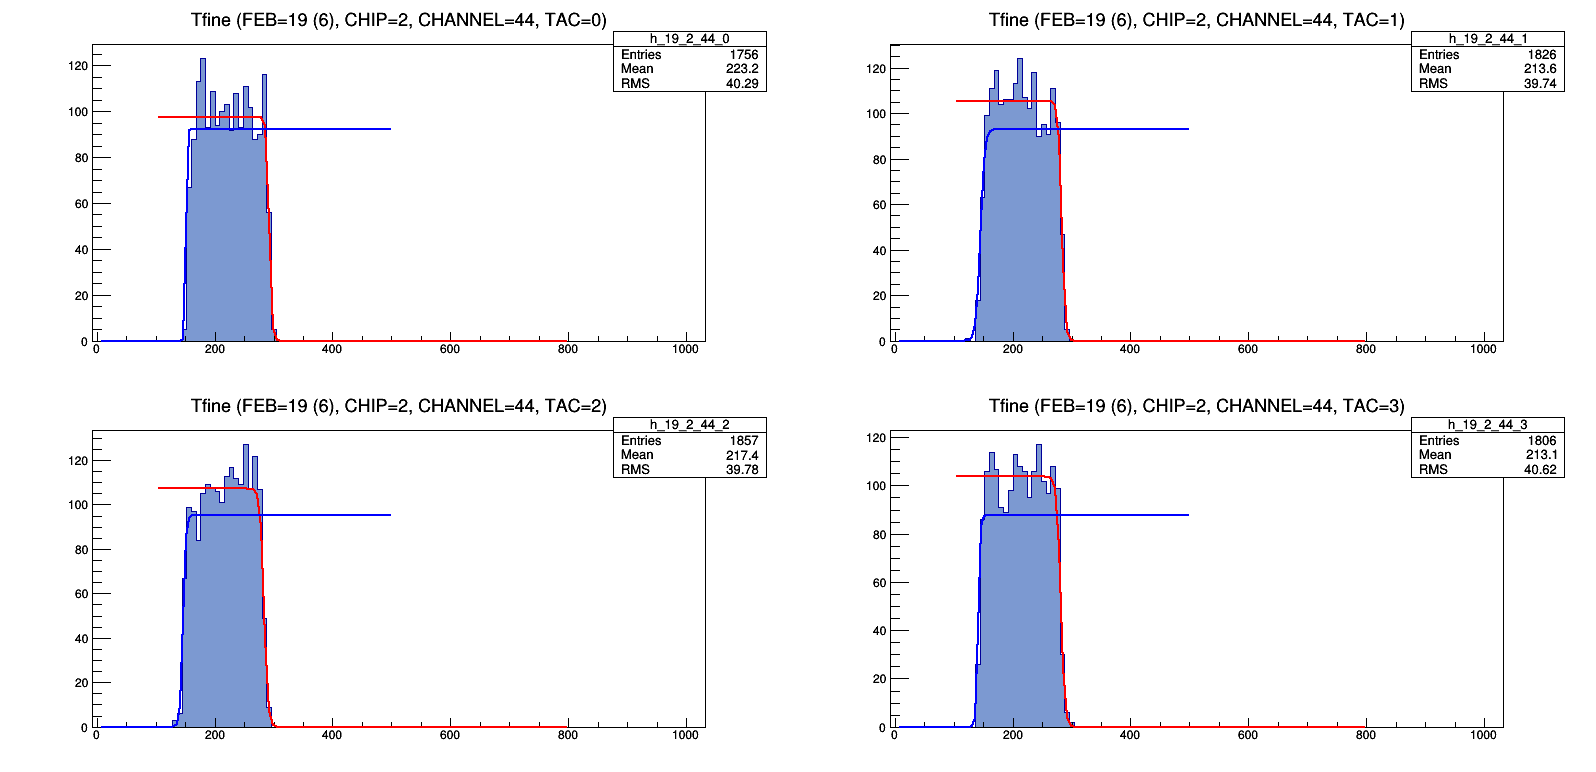 Tfine (FEB=19 (6), CHIP=2, CHANNEL=44, TAC=0)
h_19_2_44_0
Entries 1756
Mean 223.2
RMS 40.29
120
100
80
60
40
20
0
0 200 400 600 800 1000
Tfine (FEB=19 (6), CHIP=2, CHANNEL=44, TAC=1)
h_19_2_44_1
Entries 1826
Mean 213.6
RMS 39.74
120
100
80
60
40
20
0
0 200 400 600 800 1000
Tfine (FEB=19 (6), CHIP=2, CHANNEL=44, TAC=2)
h_19_2_44_2
Entries 1857
Mean 217.4
RMS 39.78
120
100
80
60
40
20
0
0 200 400 600 800 1000
Tfine (FEB=19 (6), CHIP=2, CHANNEL=44, TAC=3)
h_19_2_44_3
Entries 1806
Mean 213.1
RMS 40.62
120
100
80
60
40
20
0
0 200 400 600 800 1000